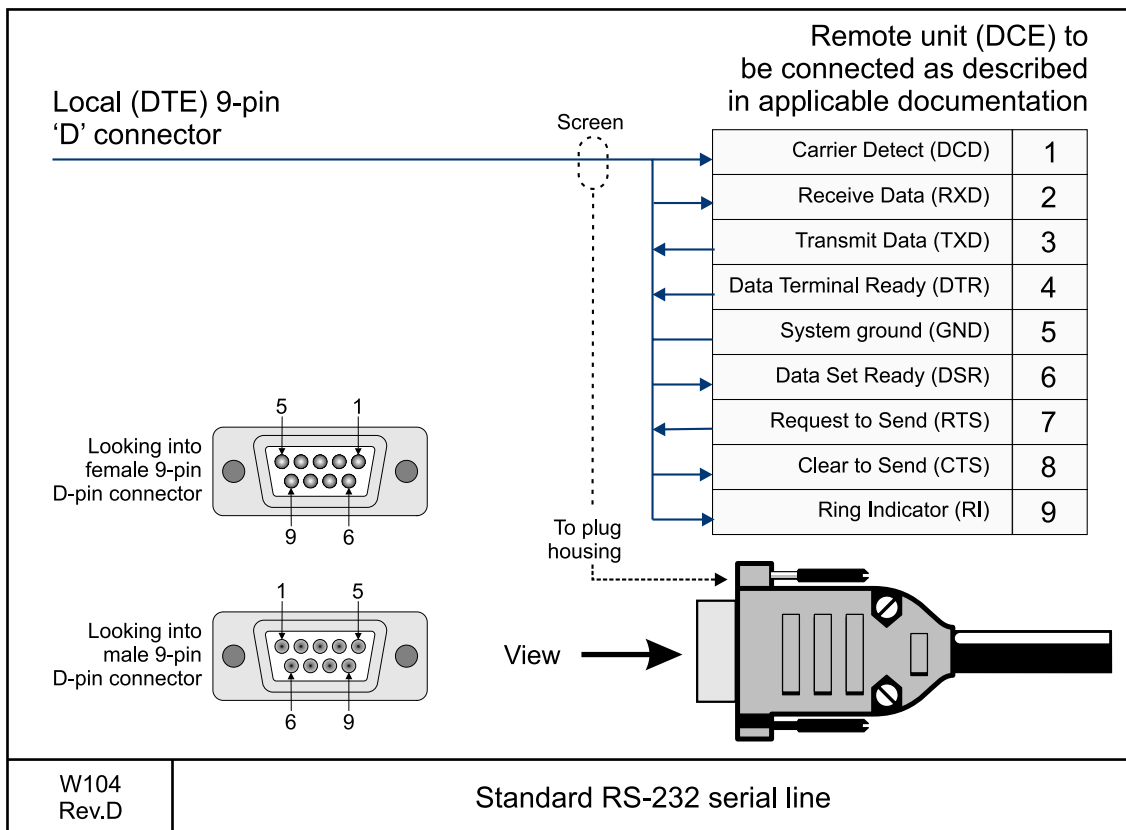 Remote unit (DCE) to
be connected as described
in applicable documentation
Local (DTE) 9-pin
‘D’ connector
Screen
Carrier Detect (DCD) 1
Receive Data (RXD) 2
Transmit Data (TXD) 3
Data Terminal Ready (DTR) 4
System ground (GND) 5
Data Set Ready (DSR) 6
Request to Send (RTS) 7
Clear to Send (CTS) 8
Ring Indicator (RI) 9
5 1
Looking into
female 9-pin
D-pin connector
9 6
To plug
housing
1 5
Looking into
male 9-pin
D-pin connector
6 9
View
W104
Rev.D
Standard RS-232 serial line